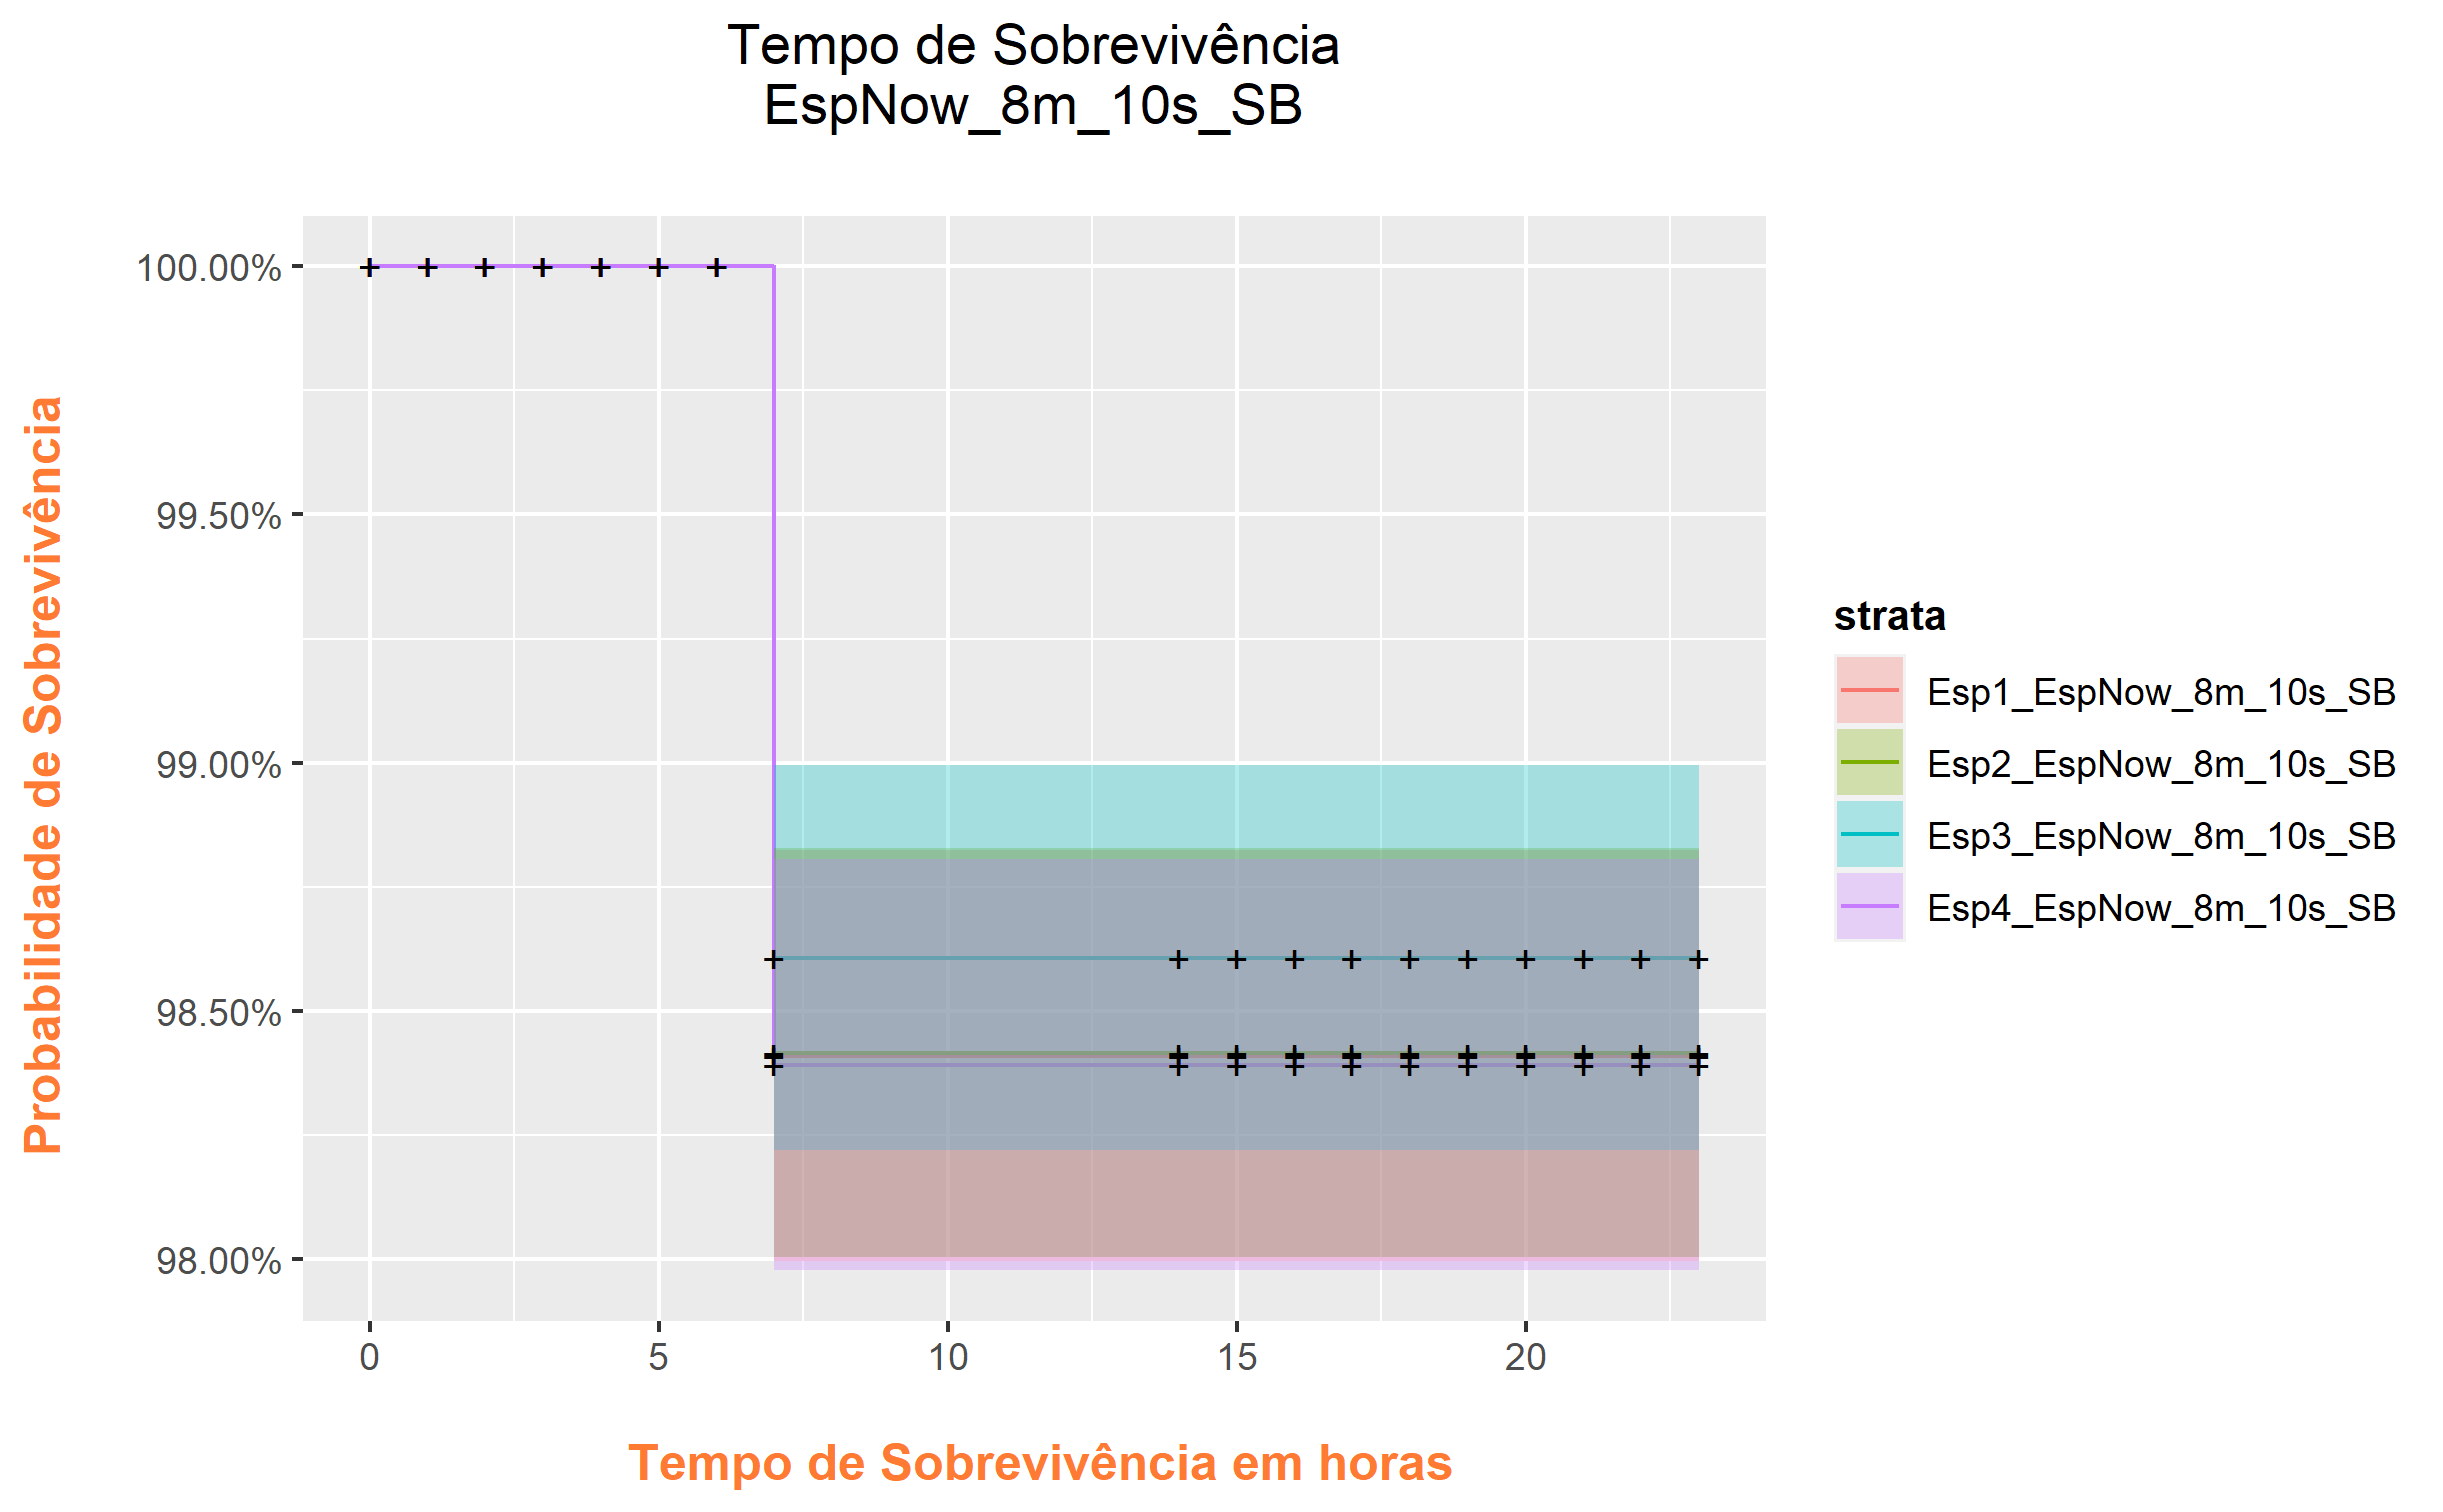 Tempo de Sobrevivência
EspNow_8m_10s_SB
Probabilidade de Sobrevivência
100.00%
99.50%
99.00%
98.50%
98.00%
0
5
10
15
20
Tempo de Sobrevivência em horas
strata
Esp1_EspNow_8m_10s_SB
Esp2_EspNow_8m_10s_SB
Esp3_EspNow_8m_10s_SB
Esp4_EspNow_8m_10s_SB